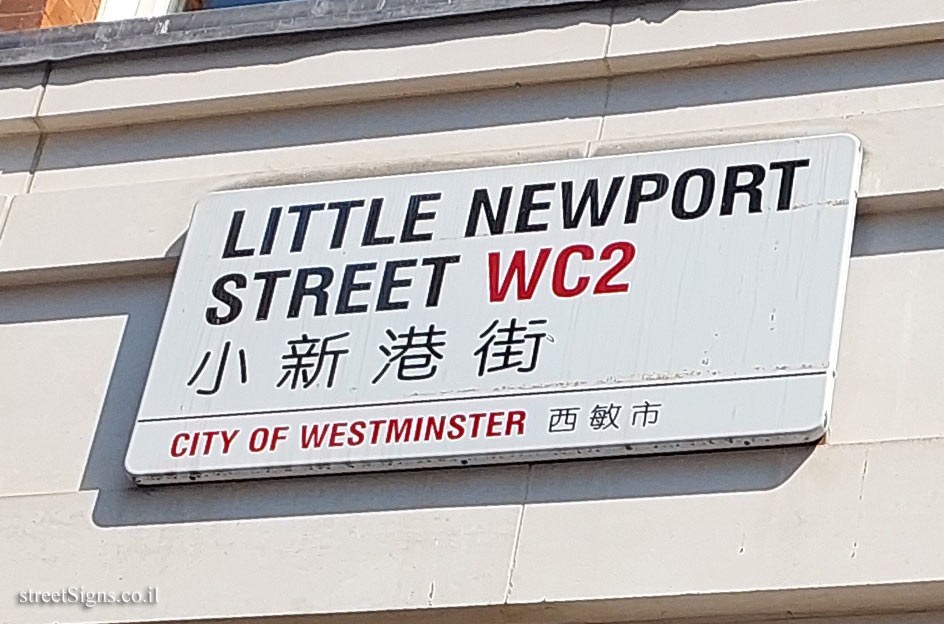 LITTLE NEWPORT
STREET WC2
小新港街
CITY OF WESTMINSTER 西敏市
streetSigns.co.il